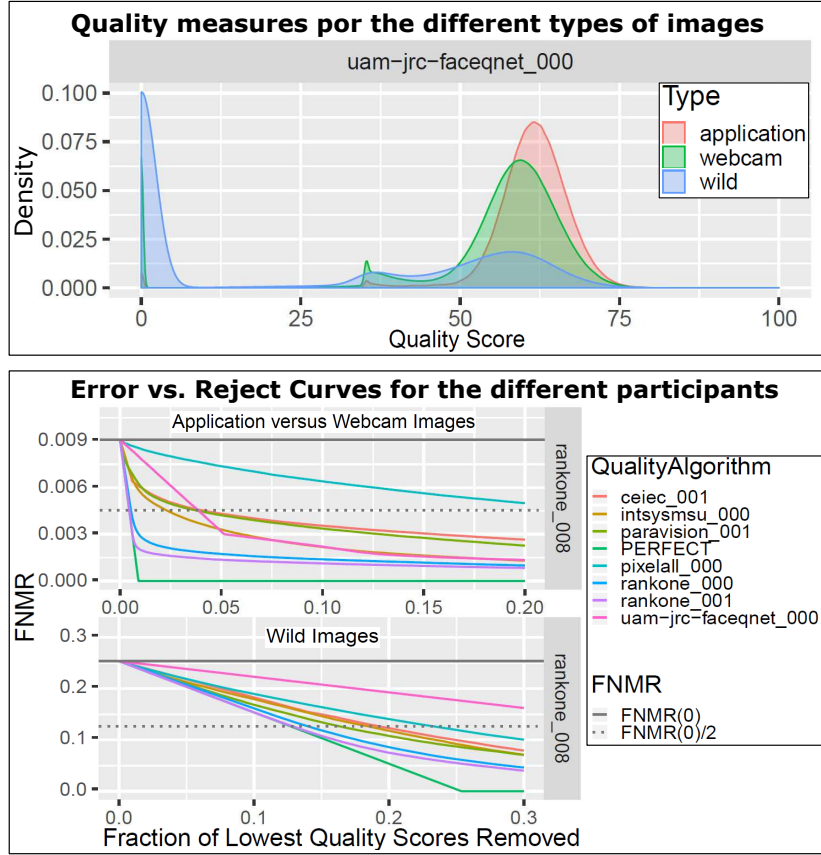 Quality measures por the different types of images
uam-jrc-faceqnet_000
Density
0.100
0.075
0.050
0.025
0.000
0
25
50
75
100
Quality Score
Type
application
webcam
wild
Error vs. Reject Curves for the different participants
Application versus Webcam Images
rankone_008
0.009
0.006
0.003
0.000
0.00
0.05
0.10
0.15
0.20
FNMR
Wild Images
rankone_008
0.3
0.2
0.1
0.0
0.0
0.1
0.2
0.3
Fraction of Lowest Quality Scores Removed
QualityAlgorithm
ceiec_001
intsysmsu_000
paravision_001
PERFECT
pixelall_000
rankone_000
rankone_001
uam-jrc-faceqnet_000
FNMR
FNMR(0)
FNMR(0)/2